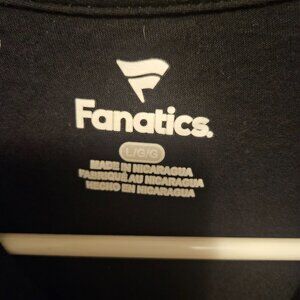 Fanatics.
L/G/G
MADE IN NICARAGUA
FABRIQUÉ AU NICARAGUA
HECHO EN NICARAGUA